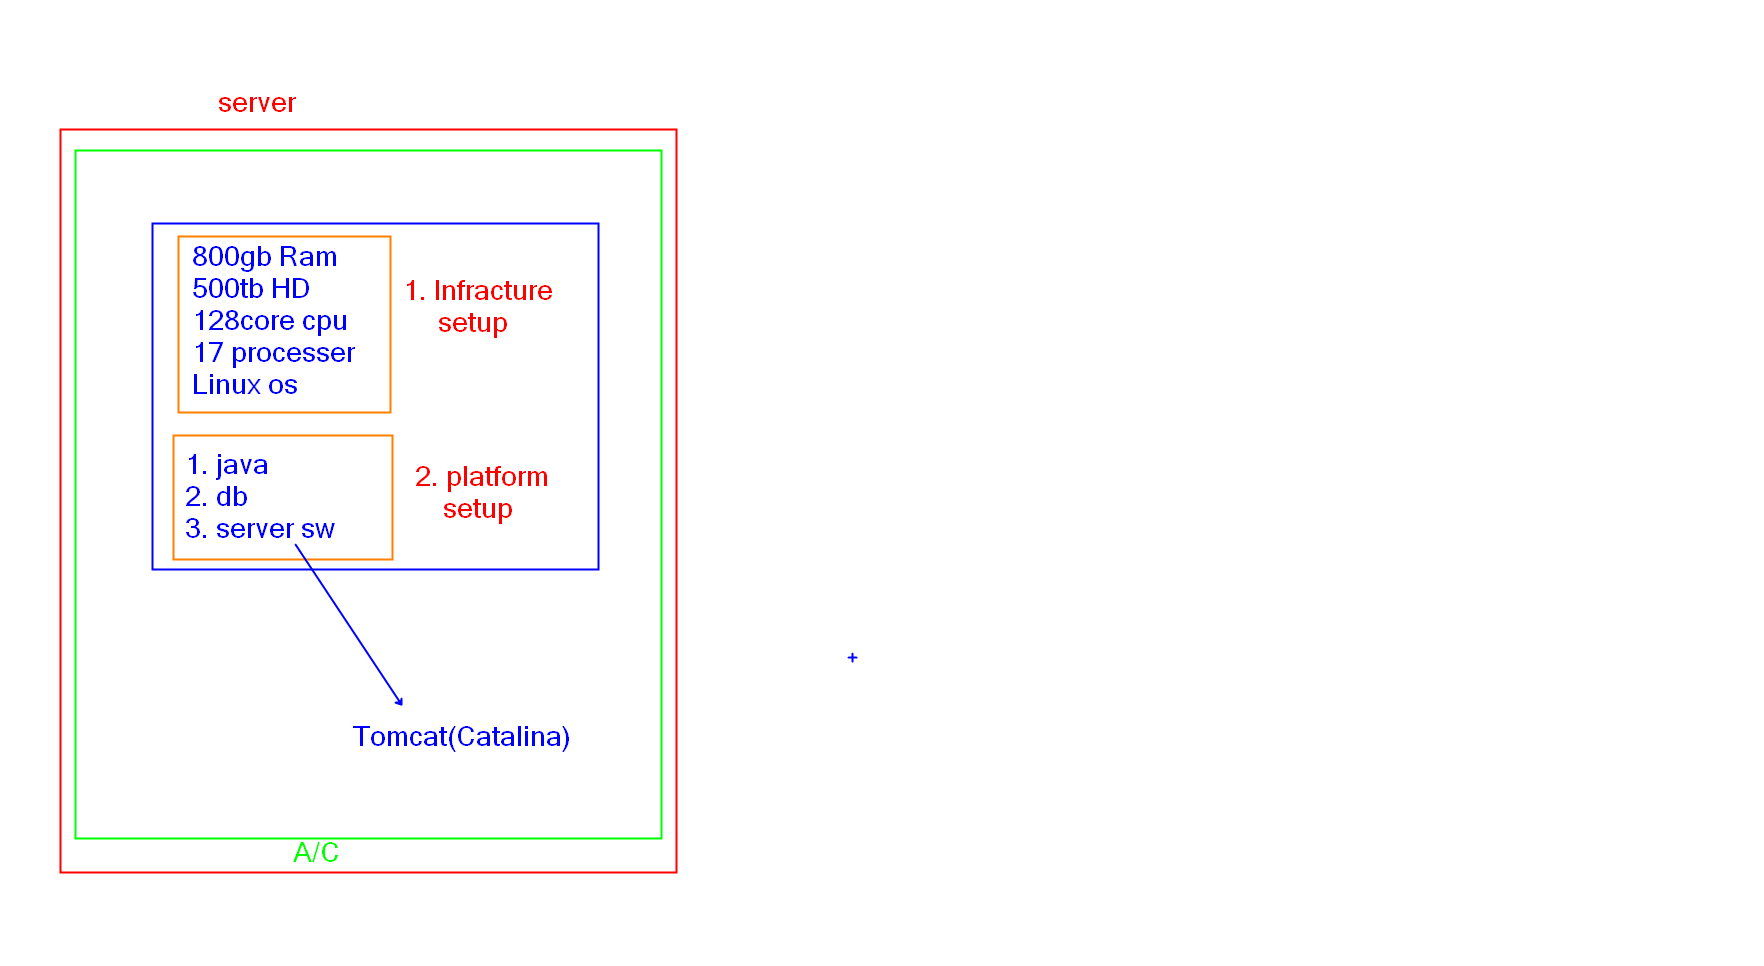 server
800gb Ram
500tb HD
128core cpu
17 processer
Linux os
1. Infracture
setup
1. java
2. db
3. server sw
2. platform
setup
Tomcat(Catalina)
A/C